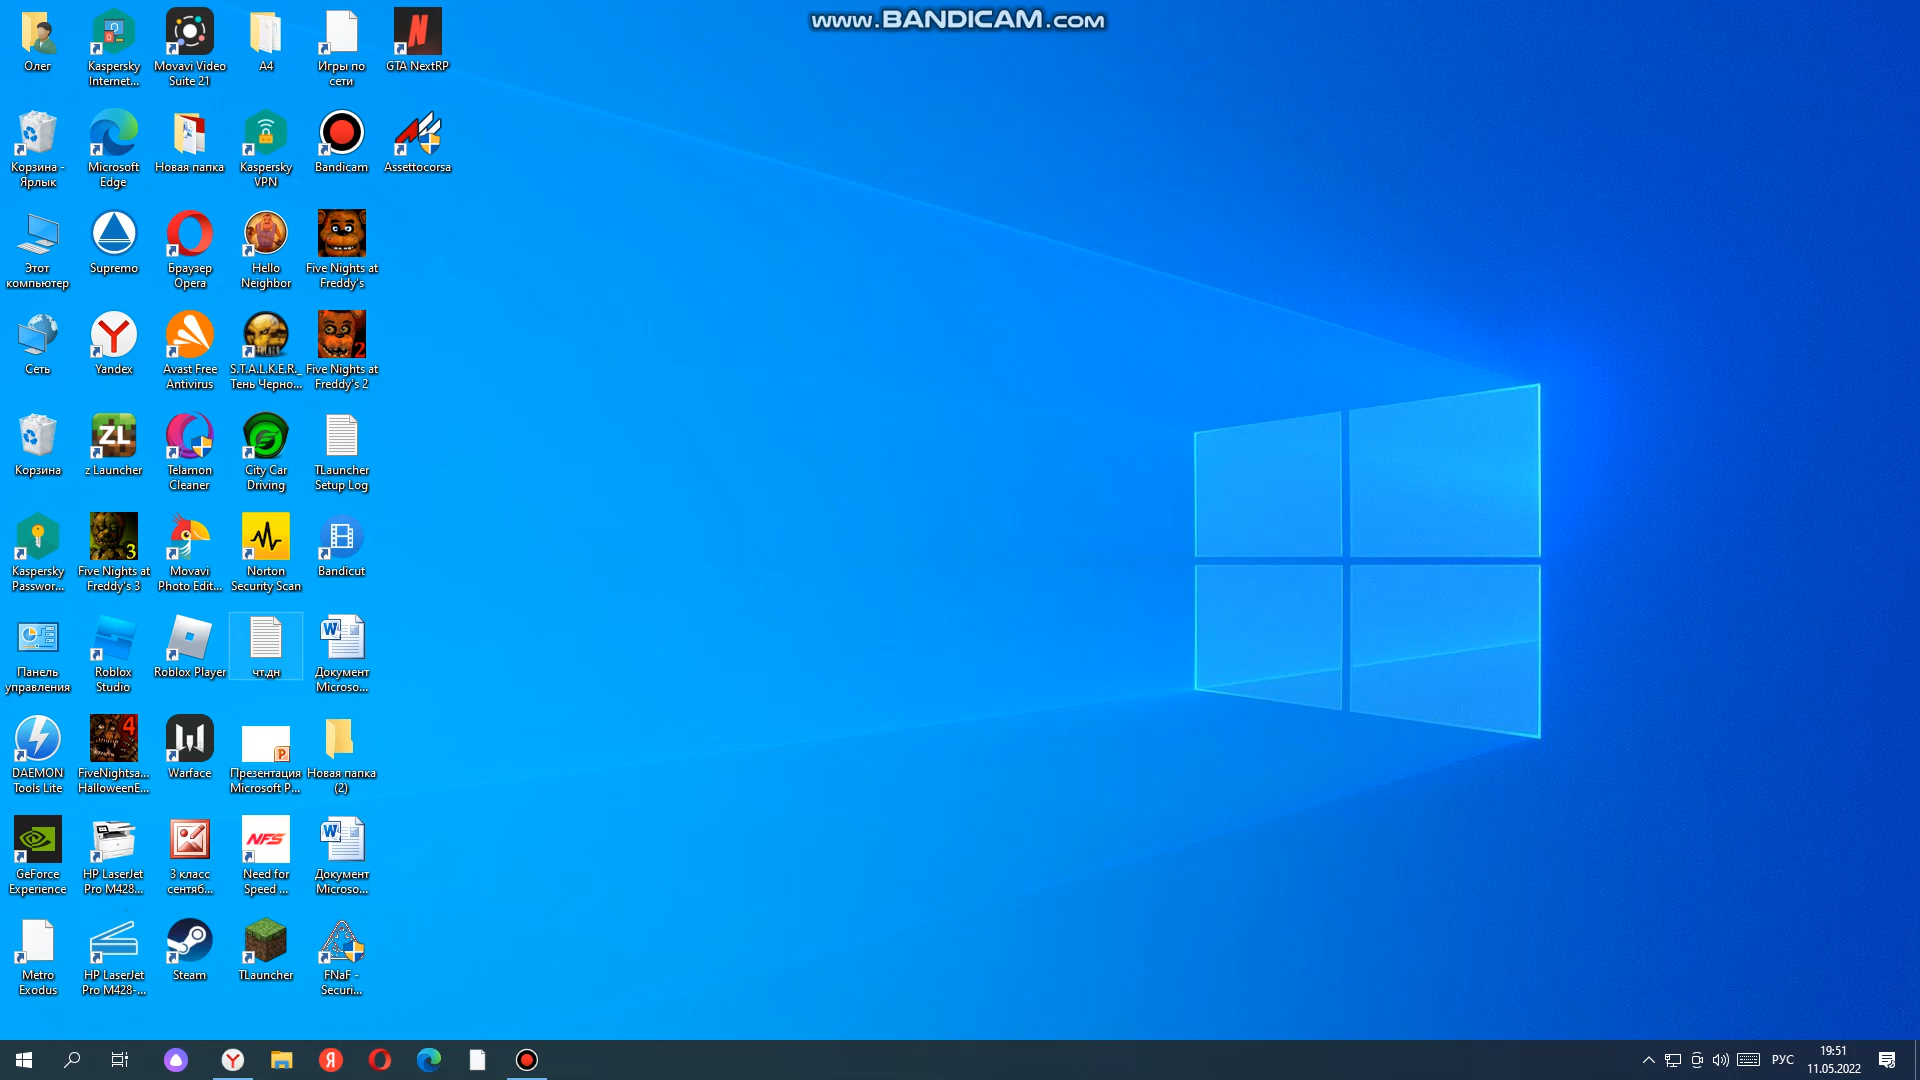 www.BANDICAM.com
Олег
Kaspersky
Internet...
Movavi Video
Suite 21
A4
Игры по
сети
GTA NextRP
Корзина -
Ярлык
Microsoft
Edge
Новая папка
Kaspersky
VPN
Bandicam
Assettocorsa
Этот
компьютер
Supremo
Браузер
Opera
Hello
Neighbor
Five Nights at
Freddy's
Сеть
Yandex
Avast Free
Antivirus
S.T.A.L.K.E.R._
Тень Черно...
2
Five Nights at
Freddy's 2
Корзина
ZL
z Launcher
Telamon
Cleaner
City Car
Driving
TLauncher
Setup Log
Kaspersky
Passwor...
3
Five Nights at
Freddy's 3
Movavi
Photo Edit...
Norton
Security Scan
Bandicut
Панель
управления
Roblox
Studio
Roblox Player
чт.дн
Документ
Microso...
DAEMON
Tools Lite
4
FiveNightsa...
HalloweenE...
Warface
Презентация
Microsoft P...
Новая папка
(2)
GeForce
Experience
HP LaserJet
Pro M428...
3 класс
сентяб...
NFS
Need for
Speed ...
Документ
Microso...
Metro
Exodus
HP LaserJet
Pro M428-...
Steam
TLauncher
FNaF -
Securi...
РУС
19:51
11.05.2022